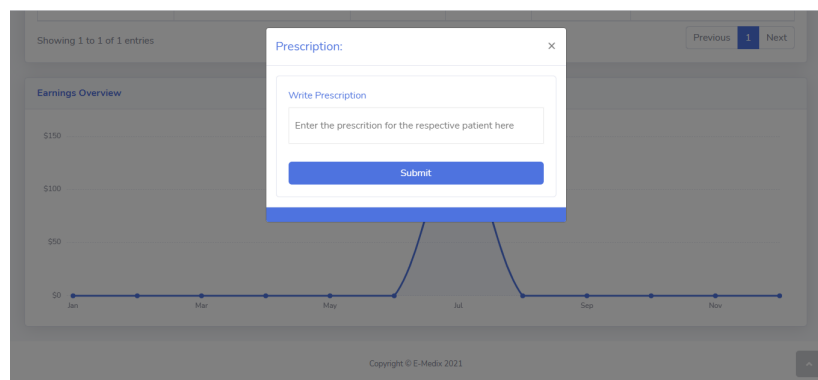 Showing 1 to 1 of 1 entries
Previous 1 Next
Prescription: ×
Write Prescription
Enter the prescrition for the respective patient here
Submit
Earnings Overview
$150
$100
$50
$0
Jan Mar May Jul Sep Nov
Copyright © E-Medix 2021